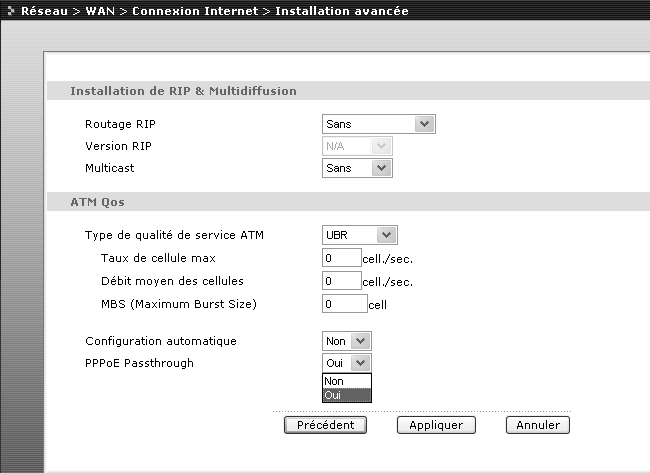 Réseau > WAN > Connexion Internet > Installation avancée
Installation de RIP & Multidiffusion
Routage RIP Sans
Version RIP N/A
Multicast Sans
ATM Qos
Type de qualité de service ATM UBR
Taux de cellule max 0 cell./sec.
Débit moyen des cellules 0 cell./sec.
MBS (Maximum Burst Size) 0 cell
Configuration automatique Non
PPPoE Passthrough Oui
Non
Oui
Précédent Appliquer Annuler